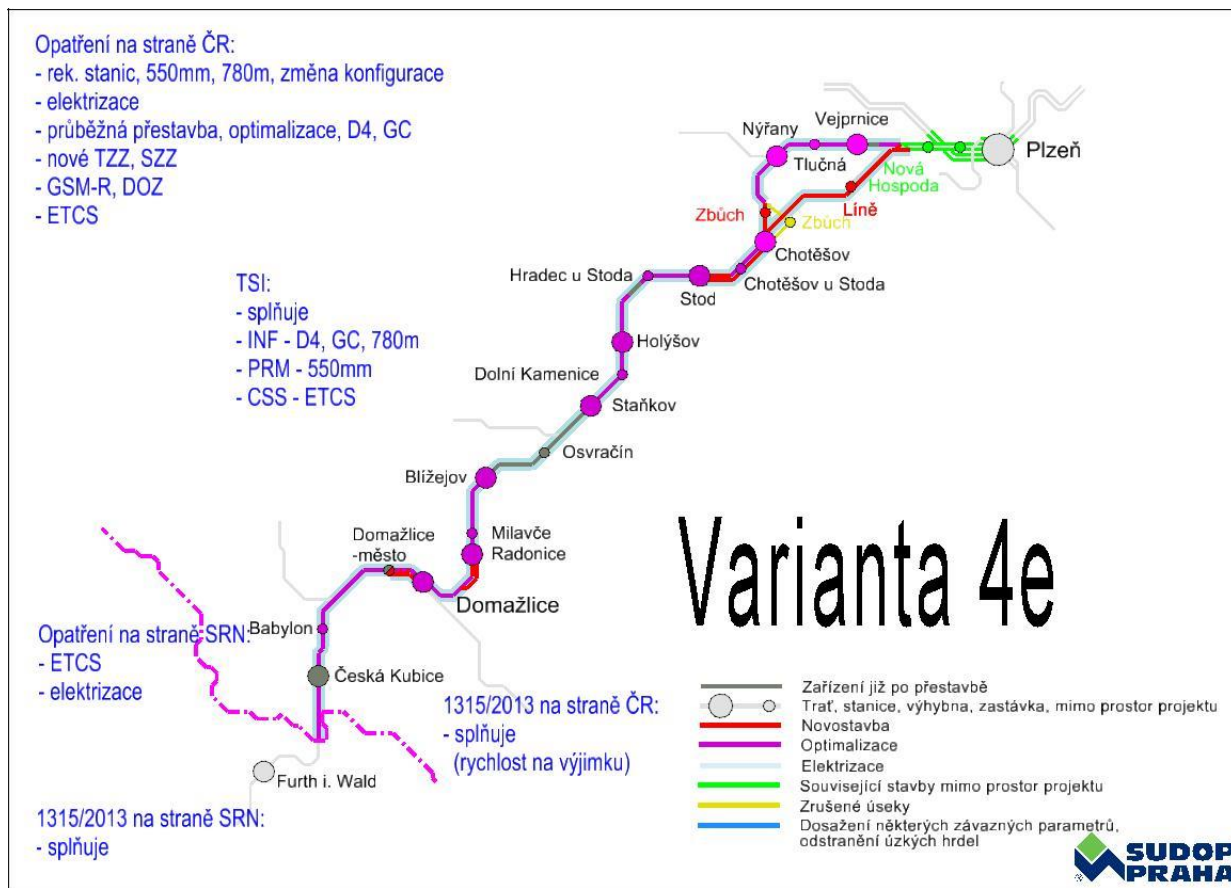 Opatření na straně ČR:
- rek. stanic, 550mm, 780m, změna konfigurace
- elektrizace
- průběžná přestavba, optimalizace, D4, GC
- nové TZZ, SZZ
- GSM-R, DOZ
- ETCS
Nýřany
Vejprnice
Tlučná
Plzeň
Nová
Hospoda
Zbůch
Zbůch
Líně
Chotěšov
TSI:
- splňuje
- INF - D4, GC, 780m
- PRM - 550mm
- CSS - ETCS
Hradec u Stoda
Stod
Chotěšov u Stoda
Holýšov
Dolní Kamenice
Staňkov
Osvračín
Blížejov
Milavče
Radonice
Domažlice
-město
Domažlice
Varianta 4e
Babylon
Opatření na straně SRN:
- ETCS
- elektrizace
Česká Kubice
1315/2013 na straně ČR:
- splňuje
(rychlost na výjimku)
Furth i. Wald
1315/2013 na straně SRN:
- splňuje
Zařízení již po přestavbě
Trať, stanice, výhybna, zastávka, mimo prostor projektu
Novostavba
Optimalizace
Elektrizace
Související stavby mimo prostor projektu
Zrušené úseky
Dosažení některých závazných parametrů,
odstranění úzkých hrdel
SUDOP
PRAHA